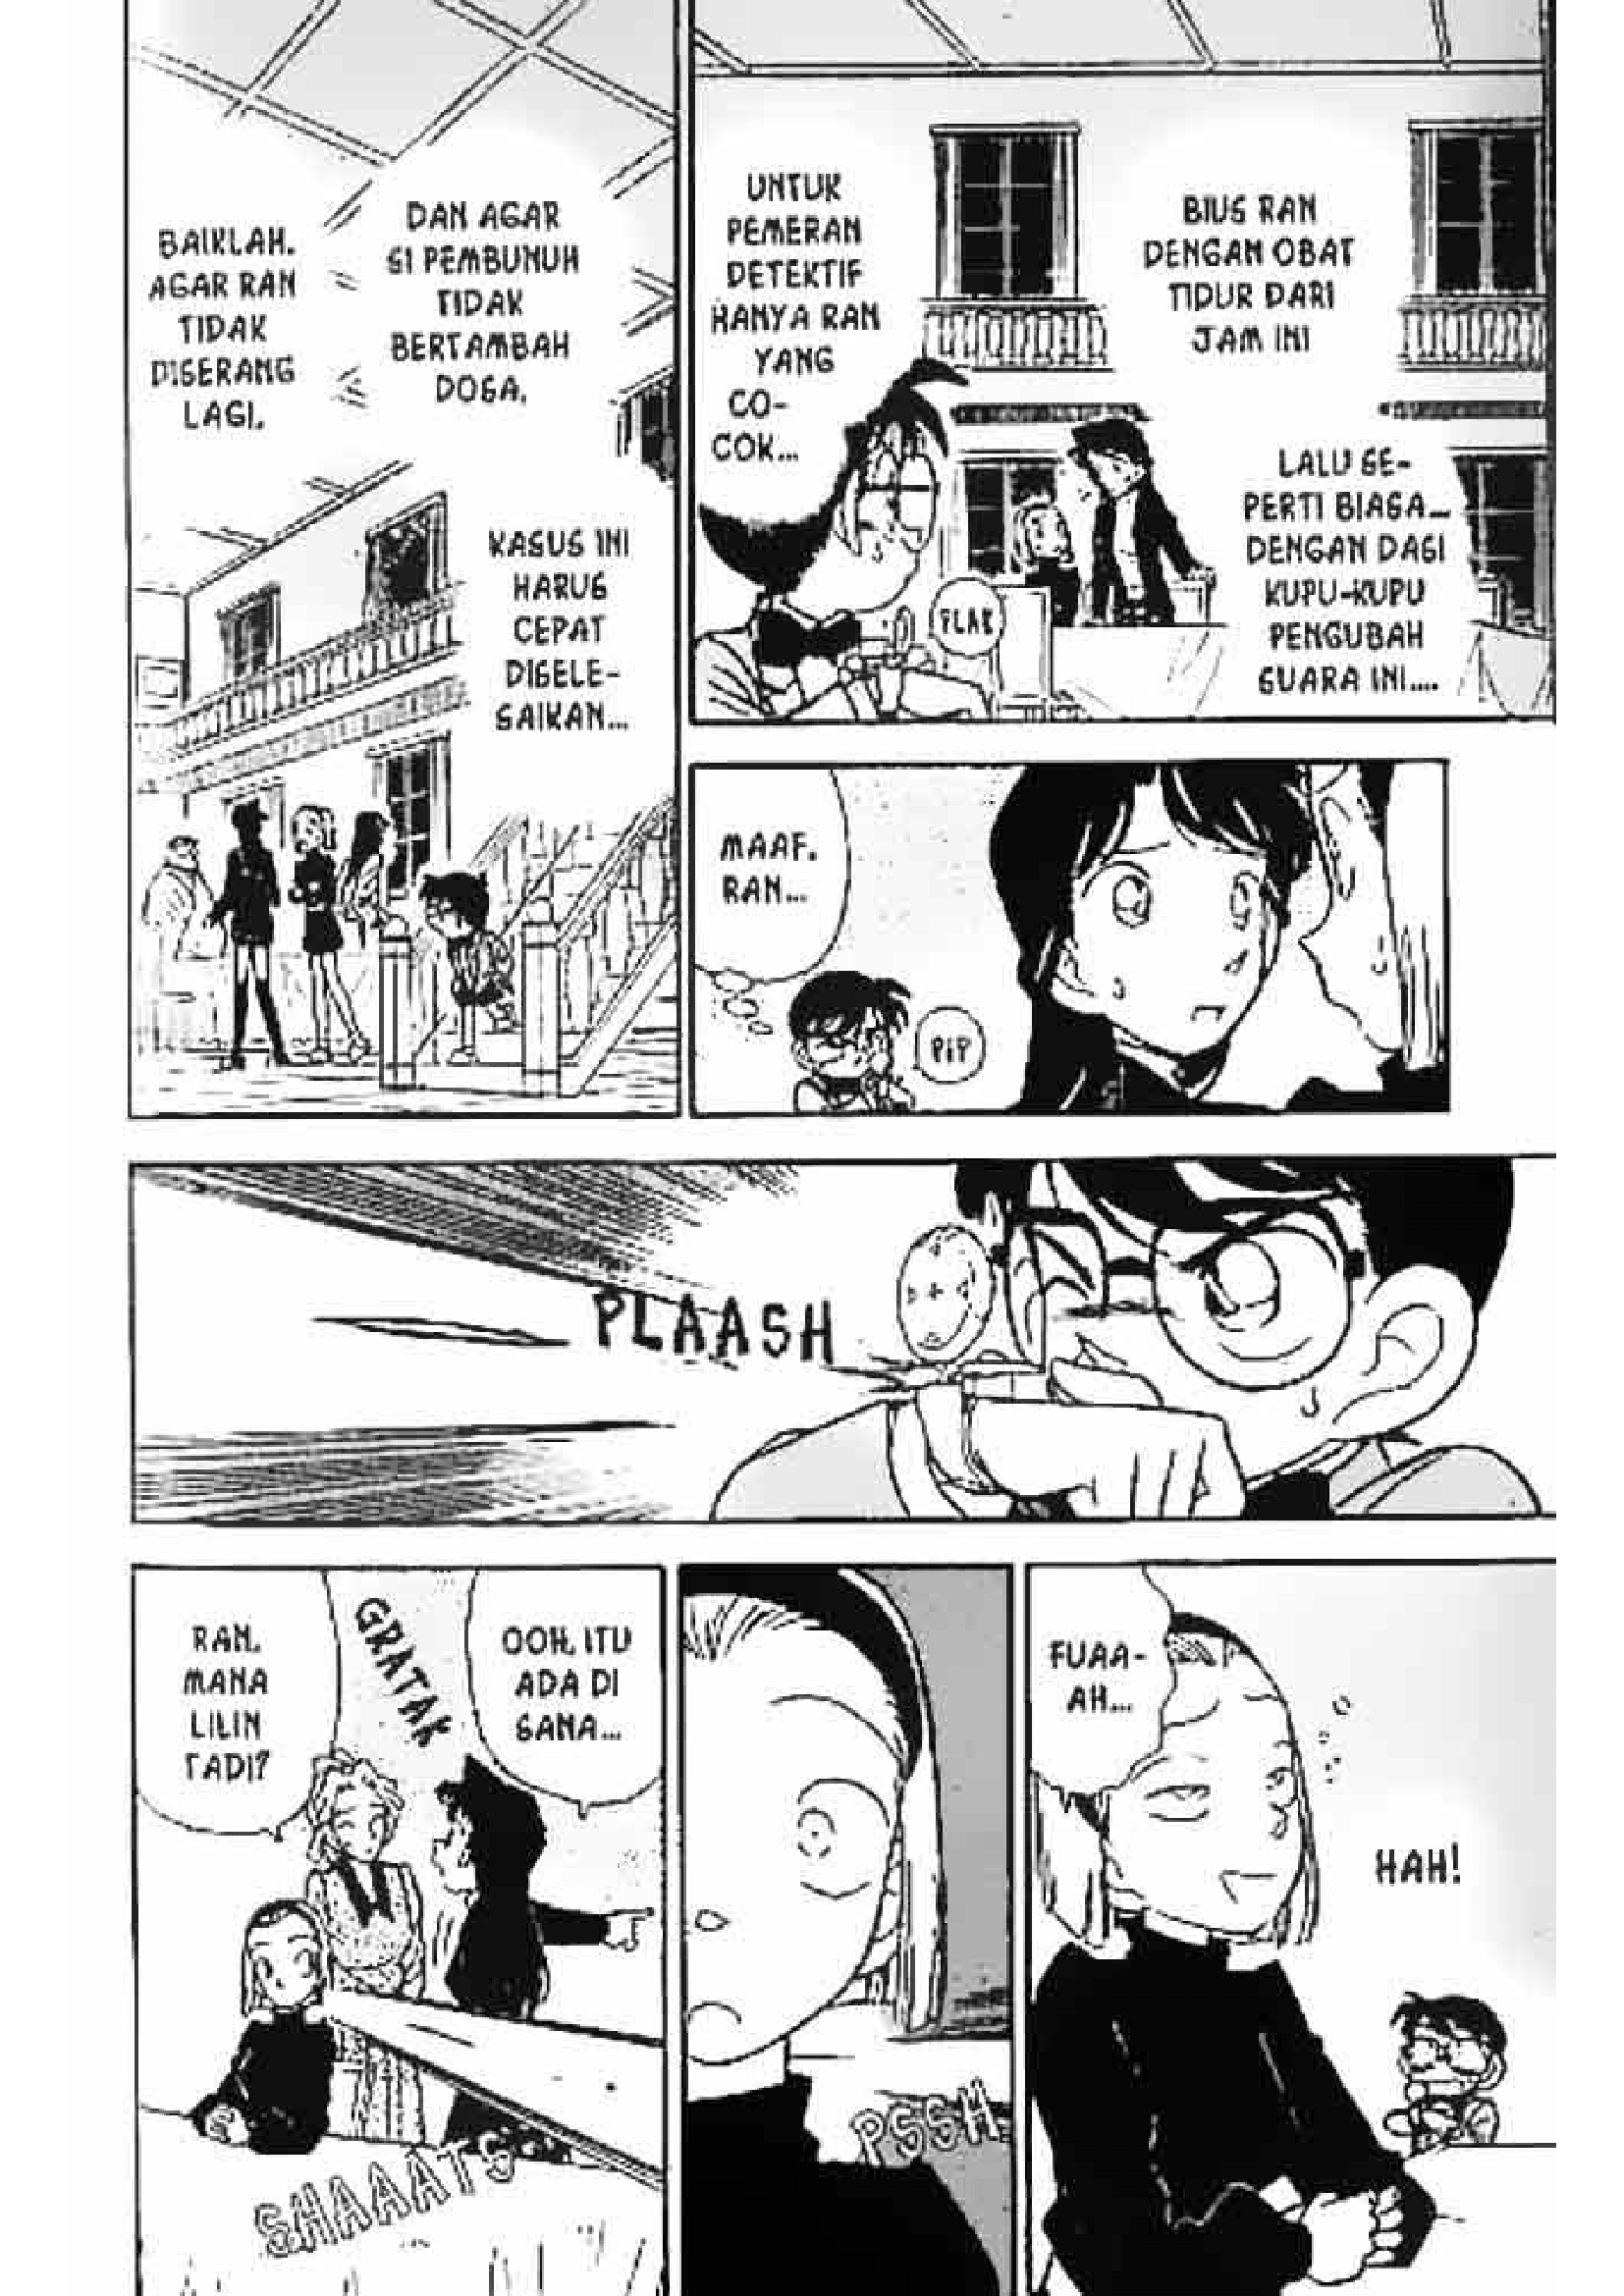 BAIKLAH.
AGAR RAN
TIDAK
DISERANG
LAGI.
DAN AGAR
SI PEMBUNUH
TIDAK
BERTAMBAH
DOSA.
KASUS INI
HARUS
CEPAT
DISELE-
SAIKAN...
UNTUK
PEMERAN
DETEKTIF
HANYA RAN
YANG
CO-
COK...
BIUS RAN
DENGAN OBAT
TIDUR DARI
JAM INI
LALU SE-
PERTI BIASA...
DENGAN DASI
KUPU-KUPU
PENGUBAH
SUARA INI....
PLAK
MAAF.
RAN...
PIP
PLAASH
RAN.
MANA
LILIN
TADI?
GRATAK
OOH, ITU
ADA DI
SANA...
SHAAATS
PSSH
FUAA-
AH...
HAH!